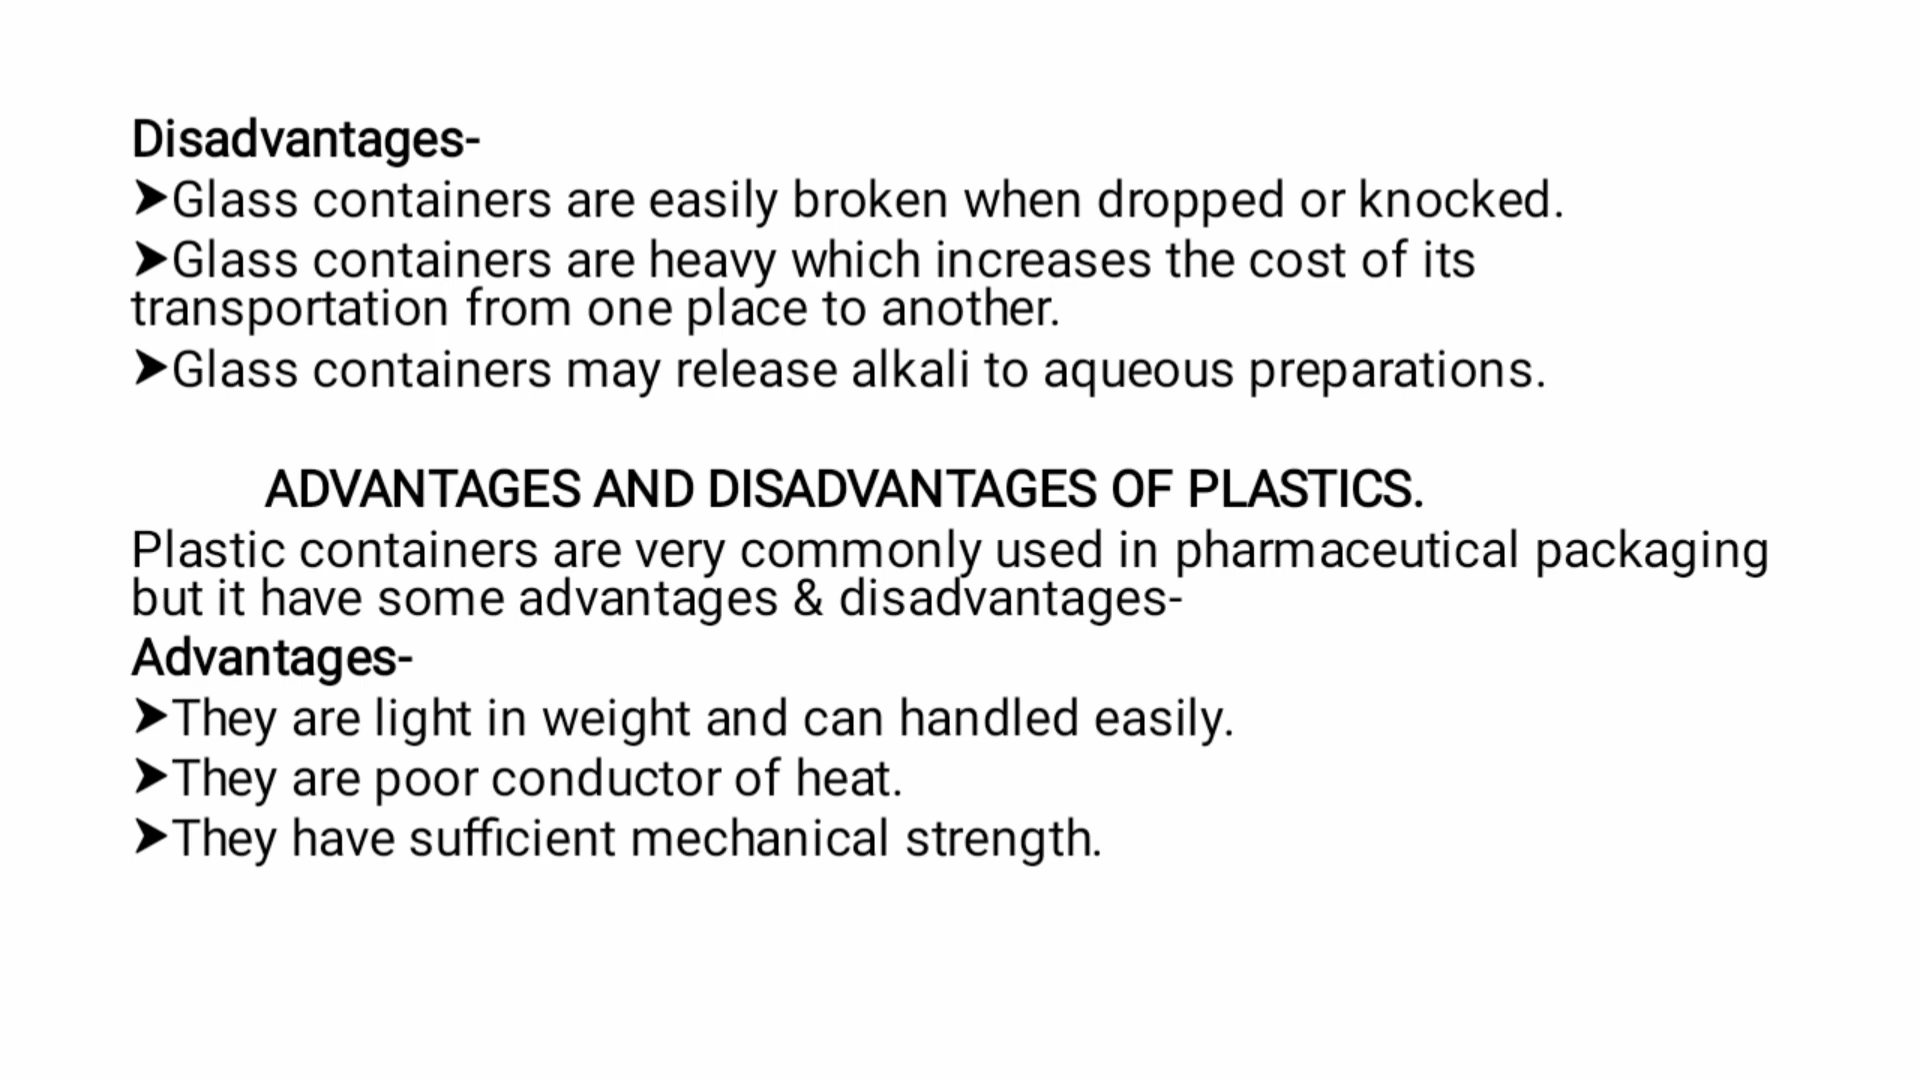 Disadvantages-
➤Glass containers are easily broken when dropped or knocked.
➤Glass containers are heavy which increases the cost of its
transportation from one place to another.
➤Glass containers may release alkali to aqueous preparations.
ADVANTAGES AND DISADVANTAGES OF PLASTICS.
Plastic containers are very commonly used in pharmaceutical packaging
but it have some advantages & disadvantages-
Advantages-
➤They are light in weight and can handled easily.
➤They are poor conductor of heat.
➤They have sufficient mechanical strength.